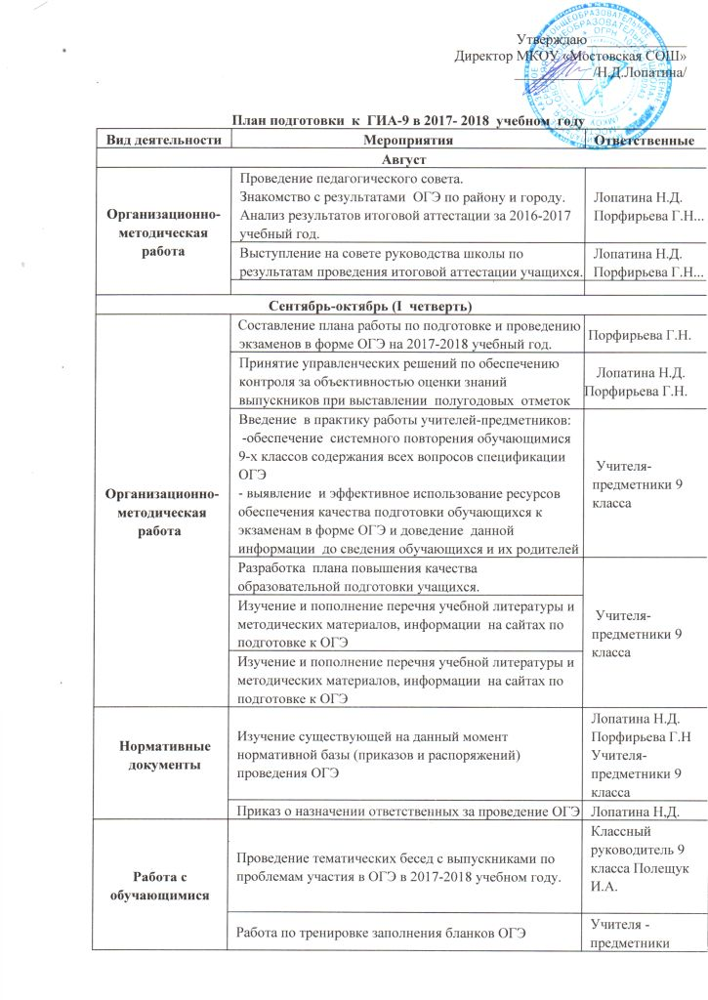 Утверждаю
Директор МКОУ «Мостовская СОШ»
/Н.Д.Лопатина/
План подготовки к ГИА-9 в 2017- 2018 учебном году
Вид деятельности Мероприятия Ответственные
Август
Организационно-
методическая
работа
Проведение педагогического совета.
Знакомство с результатами ОГЭ по району и городу.
Анализ результатов итоговой аттестации за 2016-2017
учебный год.
Лопатина Н.Д.
Порфирьева Г.Н...
Выступление на совете руководства школы по
результатам проведения итоговой аттестации учащихся.
Лопатина Н.Д.
Порфирьева Г.Н...
Сентябрь-октябрь (I четверть)
Организационно-
методическая
работа
Составление плана работы по подготовке и проведению
экзаменов в форме ОГЭ на 2017-2018 учебный год.
Порфирьева Г.Н.
Принятие управленческих решений по обеспечению
контроля за объективностью оценки знаний
выпускников при выставлении полугодовых отметок
Лопатина Н.Д.
Порфирьева Г.Н.
Введение в практику работы учителей-предметников:
-обеспечение системного повторения обучающимися
9-х классов содержания всех вопросов спецификации
ОГЭ
- выявление и эффективное использование ресурсов
обеспечения качества подготовки обучающихся к
экзаменам в форме ОГЭ и доведение данной
информации до сведения обучающихся и их родителей
Учителя-
предметники 9
класса
Разработка плана повышения качества
образовательной подготовки учащихся.
Изучение и пополнение перечня учебной литературы и
методических материалов, информации на сайтах по
подготовке к ОГЭ
Изучение и пополнение перечня учебной литературы и
методических материалов, информации на сайтах по
подготовке к ОГЭ
Учителя-
предметники 9
класса
Нормативные
документы
Изучение существующей на данный момент
нормативной базы (приказов и распоряжений)
проведения ОГЭ
Лопатина Н.Д.
Порфирьева Г.Н
Учителя-
предметники 9
класса
Приказ о назначении ответственных за проведение ОГЭ
Лопатина Н,Д.
Работа с
обучающимися
Проведение тематических бесед с выпускниками по
проблемам участия в ОГЭ в 2017-2018 учебном году.
Классный
руководитель 9
класса Полещук
И.А.
Работа по тренировке заполнения бланков ОГЭ
Учителя -
предметники